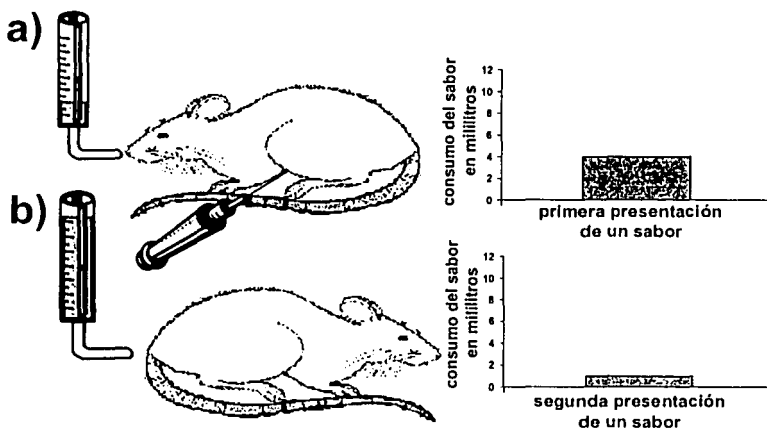 a)
consumo del sabor
en mililitros
12
10
8
6
4
2
0
primera presentación
de un sabor
b)
consumo del sabor
en mililitros
12
10
8
6
4
2
0
segunda presentación
de un sabor